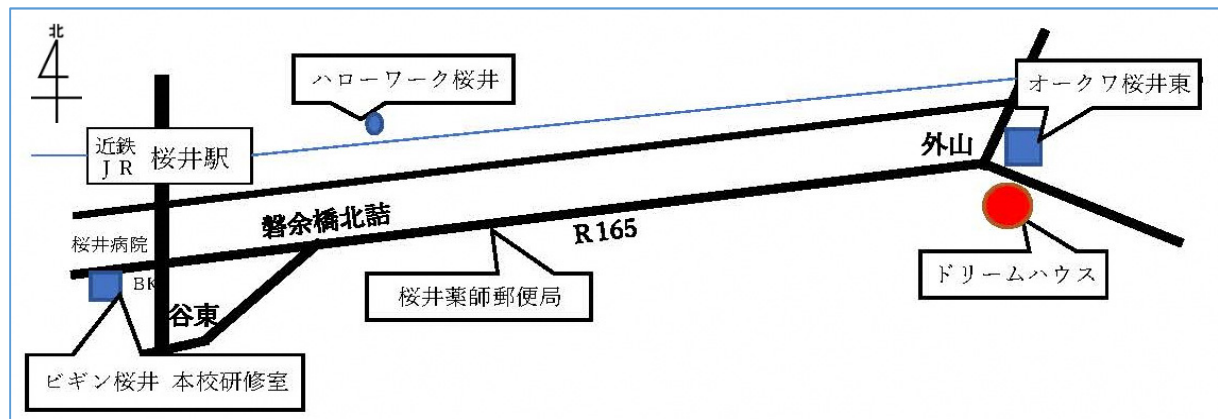 北
ハローワーク桜井
オークワ桜井東
近鉄
JR
桜井駅
外山
磐余橋北詰
桜井病院
R165
BK
谷東
桜井薬師郵便局
ドリームハウス
ビギン桜井 本校研修室